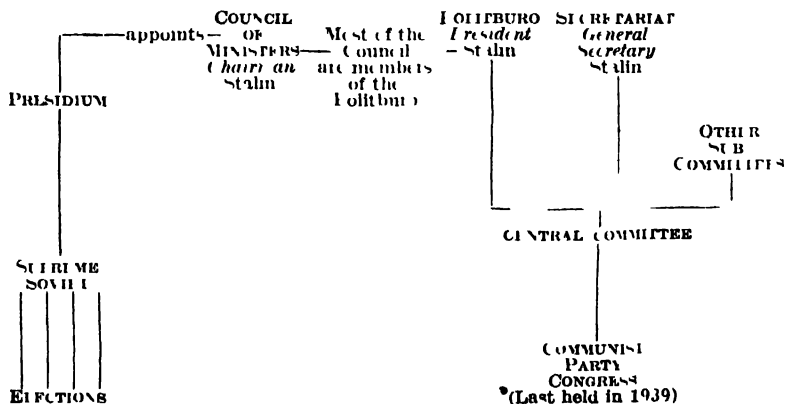 COUNCIL
OF
MINISTERS
Chairman
Stalin
appoints
Most of the
Council
are members
of the
Politburo
POLITBURO
President
– Stalin
SECRETARIAT
General
Secretary
Stalin
PRESIDIUM
OTHER
SUB
COMMITTEES
CENTRAL COMMITTEE
SUPREME
SOVIET
ELECTIONS
COMMUNIST
PARTY
CONGRESS
(Last held in 1939)